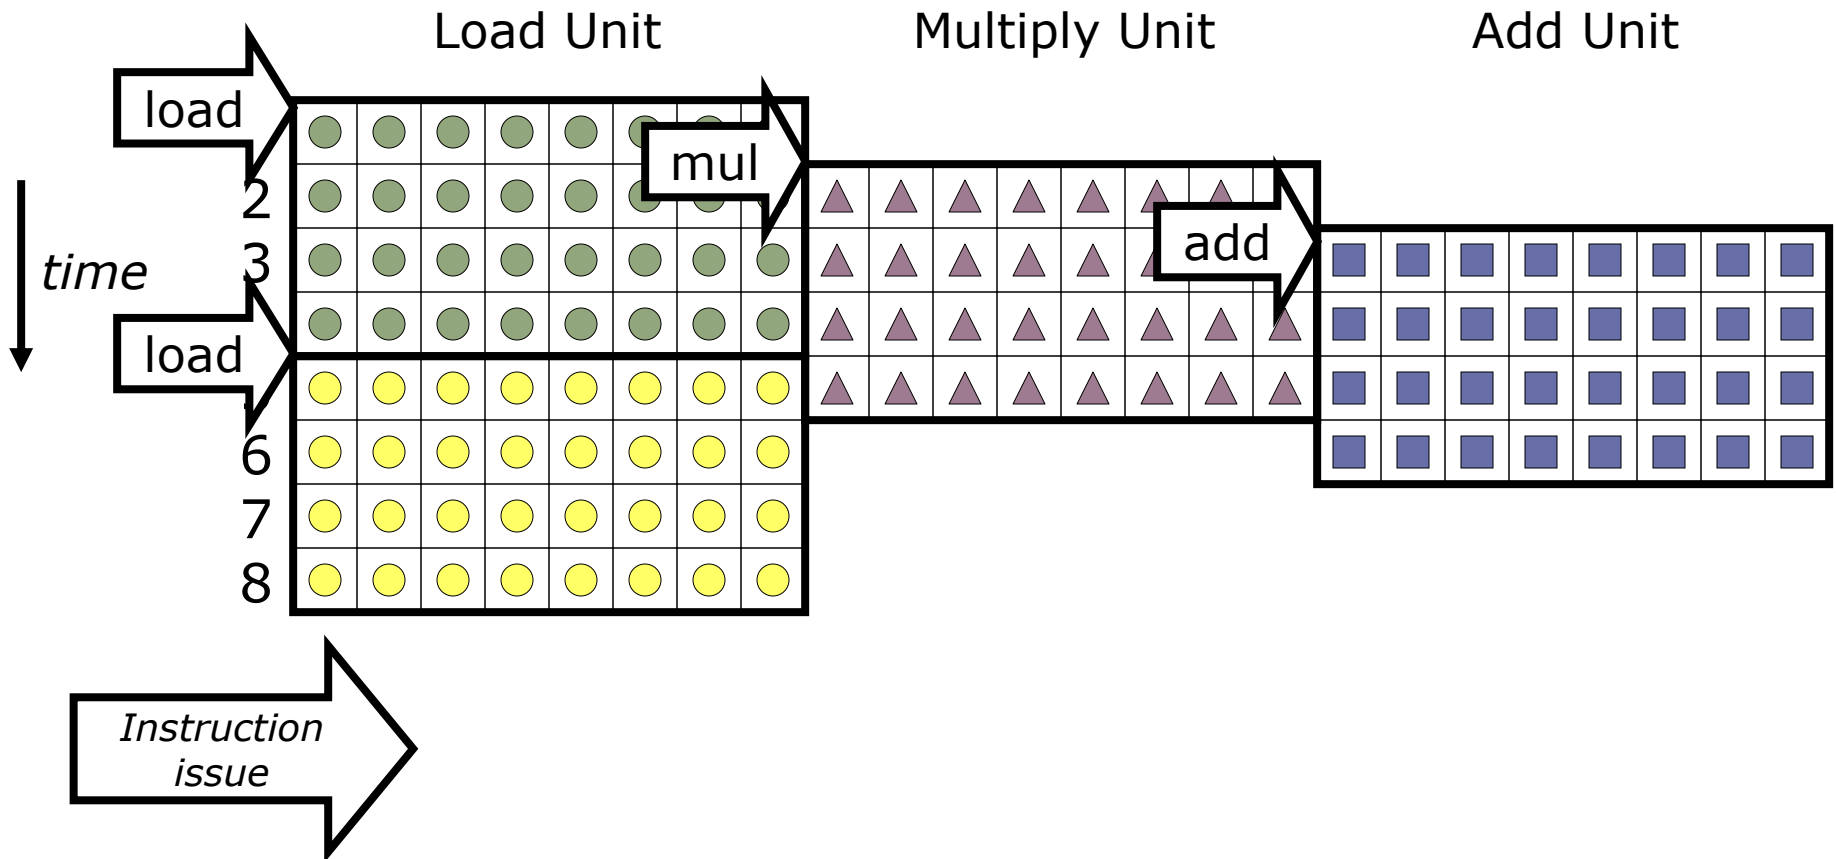 Load Unit
Multiply Unit
Add Unit
load
mul
2
add
3
time
load
6
7
8
Instruction
issue